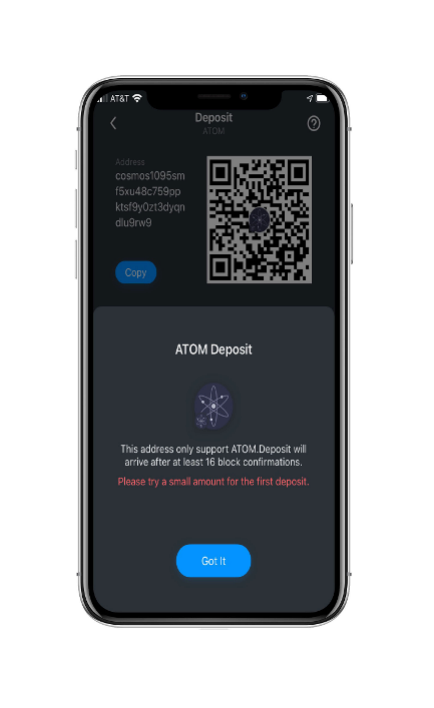 AT&T
Deposit
ATOM
Address
cosmos1095sm
f5xu48c759pp
ktsf9y0zt3dyqn
dlu9rw9
Copy
ATOM Deposit
This address only support ATOM.Deposit will
arrive after at least 16 block confirmations.
Please try a small amount for the first deposit.
Got It